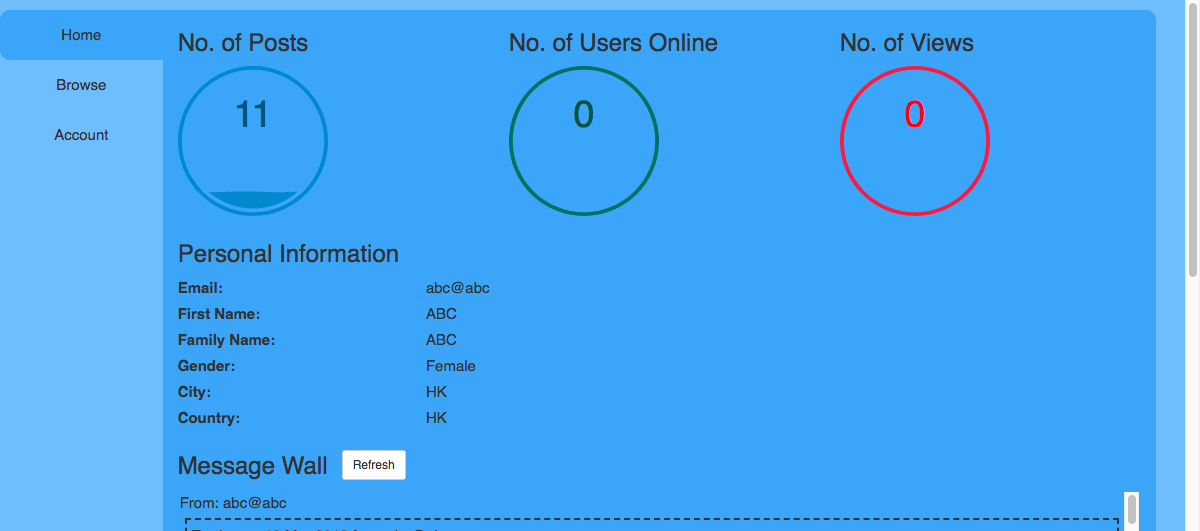 Home
Browse
Account
No. of Posts
No. of Users Online
No. of Views
11
0
0
Personal Information
Email: abc@abc
First Name: ABC
Family Name: ABC
Gender: Female
City: HK
Country: HK
Message Wall Refresh
From: abc@abc